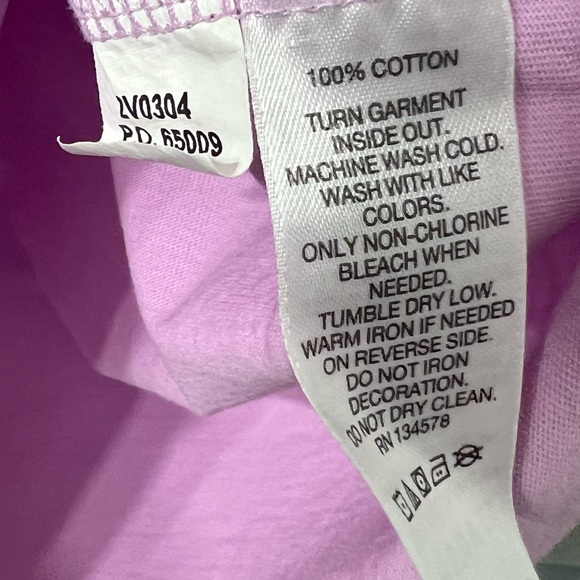 2V0304
P.D. 65009
100% COTTON
TURN GARMENT
INSIDE OUT.
MACHINE WASH COLD.
WASH WITH LIKE
COLORS.
ONLY NON-CHLORINE
BLEACH WHEN
NEEDED.
TUMBLE DRY LOW.
WARM IRON IF NEEDED
ON REVERSE SIDE.
DO NOT IRON
DECORATION.
DO NOT DRY CLEAN.
RN 134578